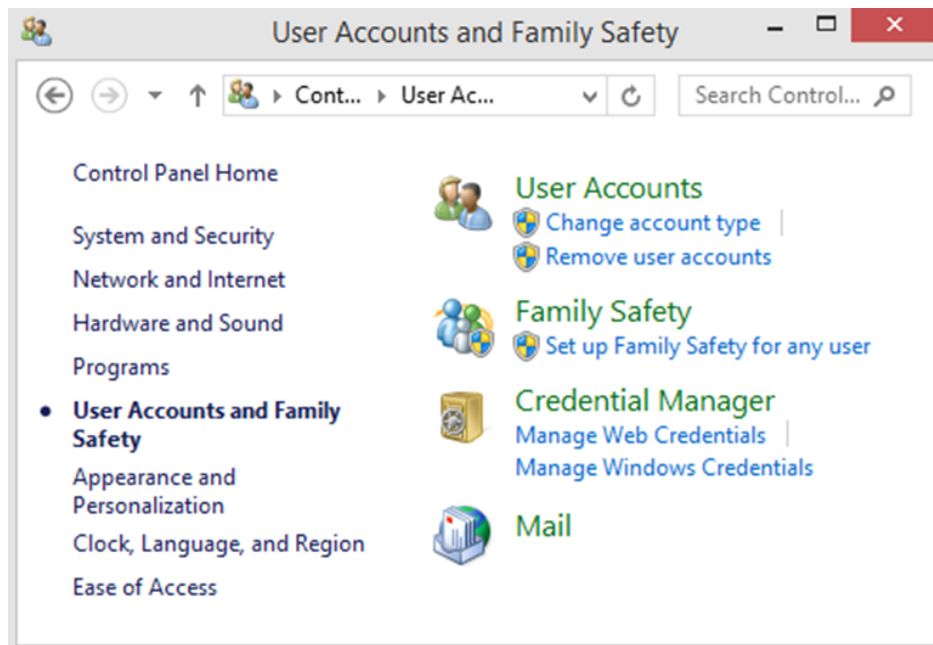 User Accounts and Family Safety
Cont... User Ac...
Search Control...
Control Panel Home
System and Security
Network and Internet
Hardware and Sound
Programs
User Accounts and Family
Safety
Appearance and
Personalization
Clock, Language, and Region
Ease of Access
User Accounts
Change account type
Remove user accounts
Family Safety
Set up Family Safety for any user
Credential Manager
Manage Web Credentials
Manage Windows Credentials
Mail